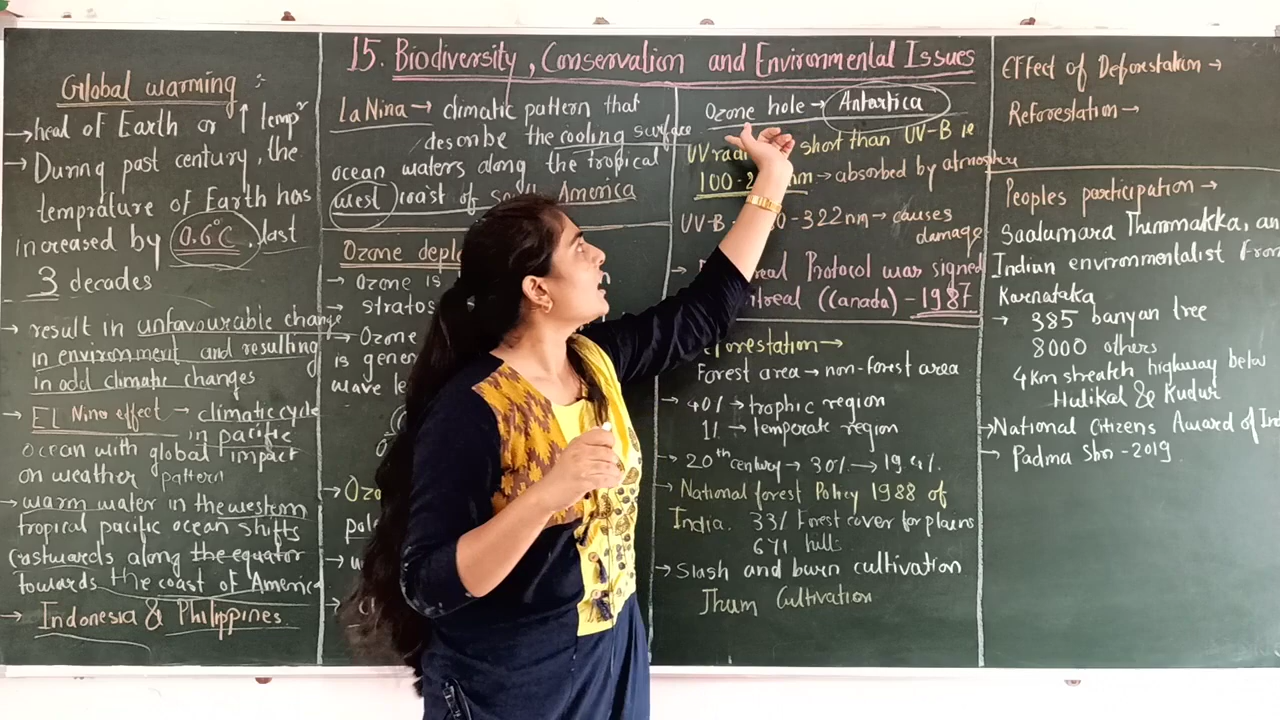 15. Biodiversity, Conservation and Environmental Issues
Global warming :
→ heat of Earth or ↑ tempr
→ During past century, the
temprature of Earth has
increased by 0.6°C, last
3 decades
→ result in unfavourable change
in environment and resulting
in odd climatic changes
→ EL Nino effect → climatic cycle
in pacific
ocean with global impact
on weather pattern
→ warm water in the western
tropical pacific ocean shifts
eastwards along the equator
towards the coast of America
→ Indonesia & Philippines.
La Nina → climatic pattern that
describe the cooling surface
ocean waters along the tropical
west coast of America
Ozone
→ Ozone is
→ stratos
→ Ozone
is gener
wave le
→ Ozo
Ozone hole → Antartica
short than UV-B ie
100- nm → absorbed by atmosphere
UV-B -322nm → causes
damage
Protocol was signed
(Canada) - 1987
forestation →
Forest area → non-forest area
→ 40% → trophic region
1% → temperate region
→ 20th century → 30% → 19.4%
→ National forest Policy 1988 of
India. 33% Forest cover for plains
67% hills
→ Slash and burn cultivation
Jhum Cultivation
Effect of Deforestation →
Reforestation →
Peoples participation →
Saalumara Thimmakka, an
Indian environmentalist from
Karnataka
→ 385 banyan tree
8000 others
4km streatch highway betw
Hulikal & Kudur
→ National Citizens Award of Ind
→ Padma Shri - 2019